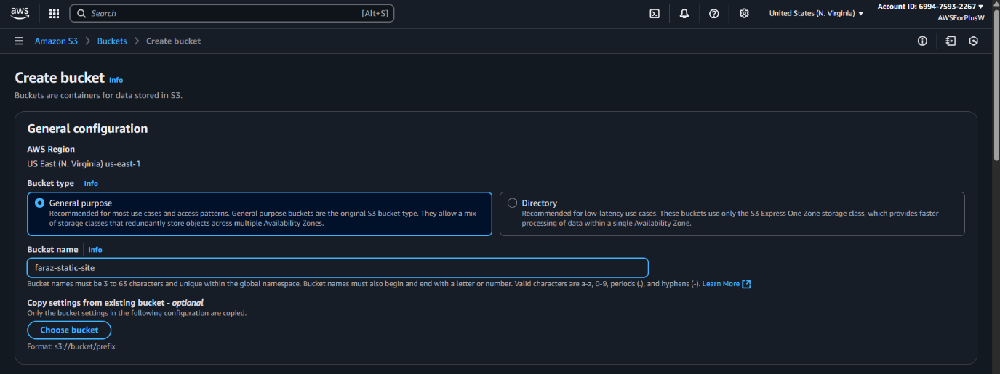 aws
Search [Alt+S]
United States (N. Virginia) ▼
Account ID: 6994-7593-2267 ▼
AWSForPlusW
Amazon S3 > Buckets > Create bucket
Create bucket Info
Buckets are containers for data stored in S3.
General configuration
AWS Region
US East (N. Virginia) us-east-1
Bucket type | Info
General purpose
Recommended for most use cases and access patterns. General purpose buckets are the original S3 bucket type. They allow a mix
of storage classes that redundantly store objects across multiple Availability Zones.
Directory
Recommended for low-latency use cases. These buckets use only the S3 Express One Zone storage class, which provides faster
processing of data within a single Availability Zone.
Bucket name | Info
faraz-static-site
Bucket names must be 3 to 63 characters and unique within the global namespace. Bucket names must also begin and end with a letter or number. Valid characters are a-z, 0-9, periods (.), and hyphens (-). Learn More
Copy settings from existing bucket - optional
Only the bucket settings in the following configuration are copied.
Choose bucket
Format: s3://bucket/prefix